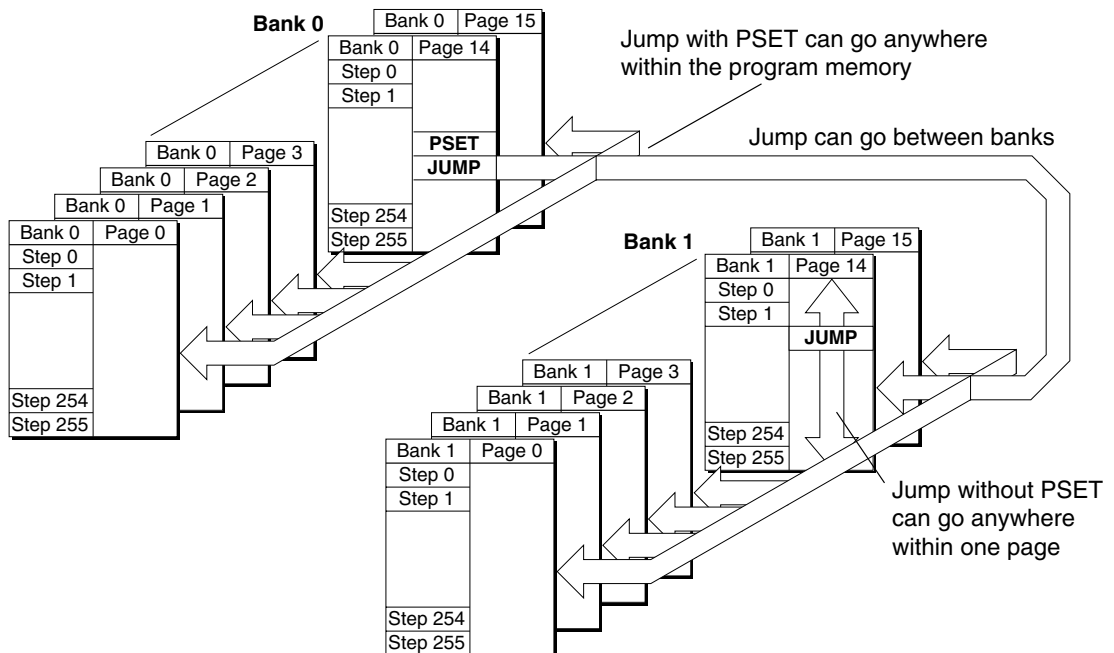 Bank 0
Bank 0 Page 15
Bank 0 Page 14
Step 0
Step 1
PSET
JUMP
Step 254
Step 255
Jump with PSET can go anywhere
within the program memory
Jump can go between banks
Bank 0 Page 3
Bank 0 Page 2
Bank 0 Page 1
Bank 0 Page 0
Step 0
Step 1
Step 254
Step 255
Bank 1
Bank 1 Page 15
Bank 1 Page 14
Step 0
Step 1
JUMP
Step 254
Step 255
Bank 1 Page 3
Bank 1 Page 2
Bank 1 Page 1
Bank 1 Page 0
Step 0
Step 1
Step 254
Step 255
Jump without PSET
can go anywhere
within one page